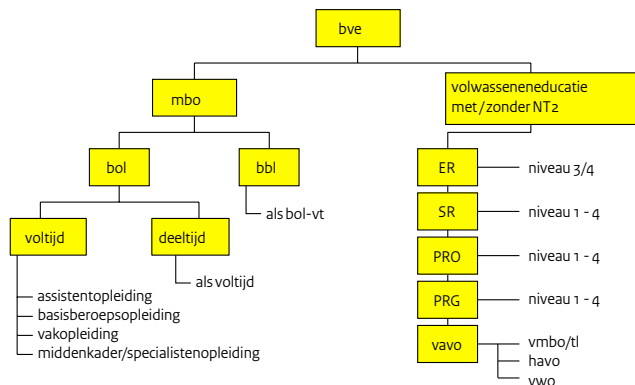 bve
mbo
volwasseneneducatie
met/zonder NT2
bol
bbl
ER
niveau 3/4
als bol-vt
SR
niveau 1 - 4
voltijd
deeltijd
PRO
niveau 1 - 4
als voltijd
assistentopleiding
basisberoepsopleiding
PRG
niveau 1 - 4
vakopleiding
middenkader/specialistenopleiding
vavo
vmbo/tl
havo
vwo